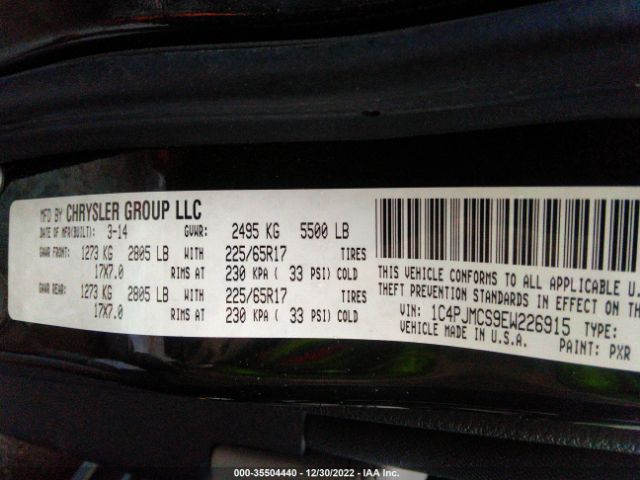 MFD BY CHRYSLER GROUP LLC
DATE OF MFR(BUILT): 3-14 GVWR: 2495 KG 5500 LB
GAWR FRONT: 1273 KG 2805 LB WITH 225/65R17 TIRES
17X7.0 RIMS AT 230 KPA ( 33 PSI) COLD
GAWR REAR: 1273 KG 2805 LB WITH 225/65R17 TIRES
17X7.0 RIMS AT 230 KPA ( 33 PSI) COLD
THIS VEHICLE CONFORMS TO ALL APPLICABLE U.
THEFT PREVENTION STANDARDS IN EFFECT ON TH
VIN: 1C4PJMCS9EW226915 TYPE:
VEHICLE MADE IN U.S.A. PAINT: PXR
000-35504440 - 12/30/2022 - IAA Inc.